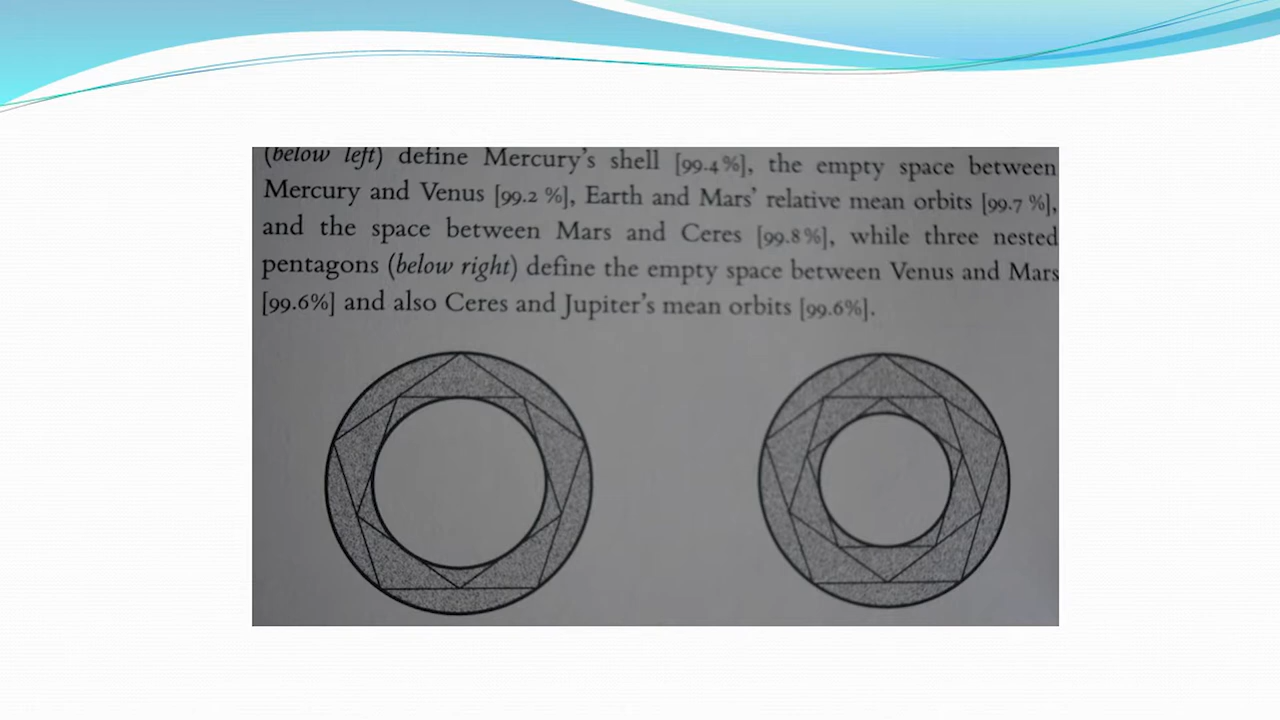 (below left) define Mercury’s shell [99.4%], the empty space between
Mercury and Venus [99.2 %], Earth and Mars’ relative mean orbits [99.7 %],
and the space between Mars and Ceres [99.8%], while three nested
pentagons (below right) define the empty space between Venus and Mars
[99.6%] and also Ceres and Jupiter’s mean orbits [99.6%].